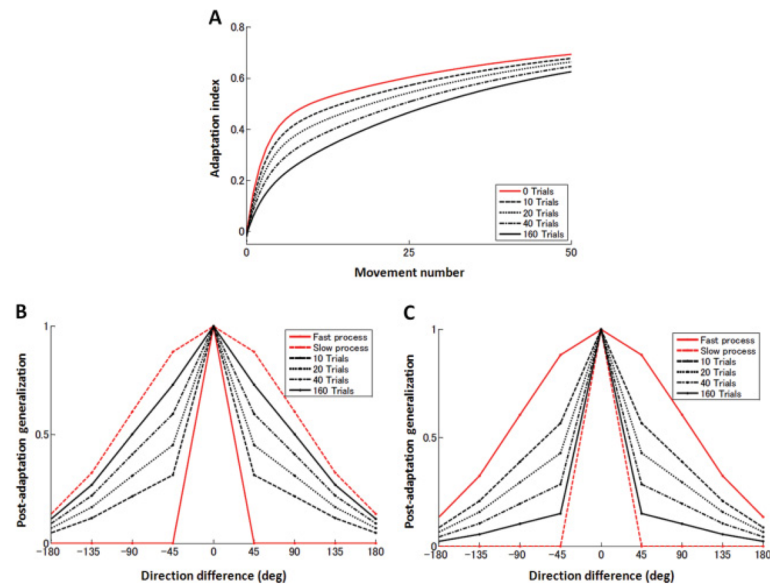 A
Adaptation index
0.8
0.6
0.4
0.2
0
0
25
50
Movement number
0 Trials
10 Trials
20 Trials
40 Trials
160 Trials
B
Post-adaptation generalization
1
0.5
0
Fast process
Slow process
10 Trials
20 Trials
40 Trials
160 Trials
−180 −135 −90 −45 0 45 90 135 180
Direction difference (deg)
C
Post-adaptation generalization
1
0.5
0
Fast process
Slow process
10 Trials
20 Trials
40 Trials
160 Trials
−180 −135 −90 −45 0 45 90 135 180
Direction difference (deg)